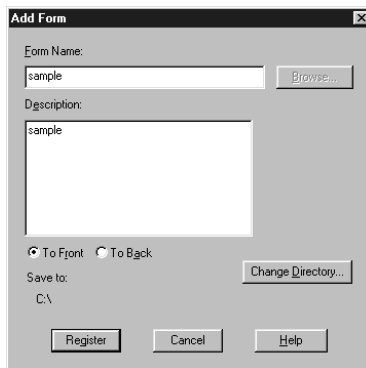 Add Form
Form Name:
sample
Browse...
Description:
sample
To Front To Back
Save to:
Change Directory...
C:\
Register Cancel Help